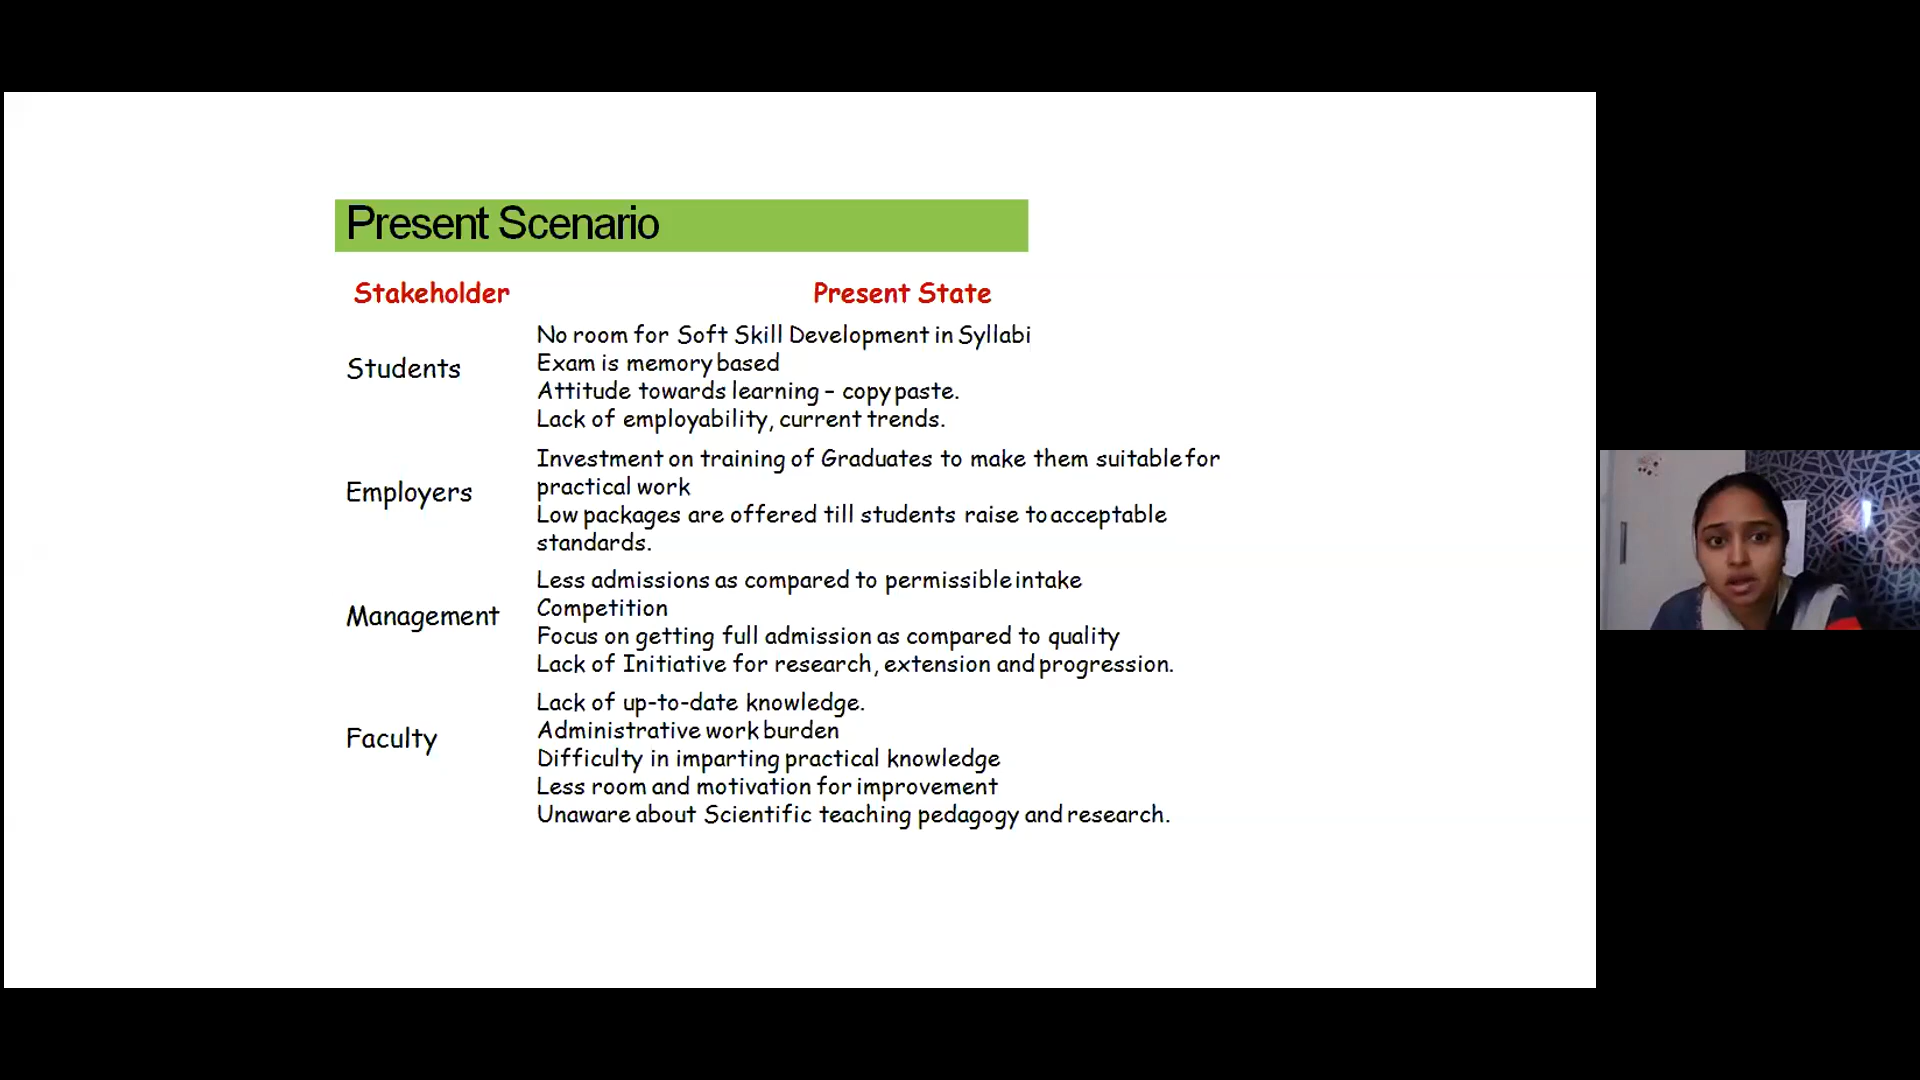 Present Scenario
Stakeholder Present State
Students
No room for Soft Skill Development in Syllabi
Exam is memory based
Attitude towards learning – copy paste.
Lack of employability, current trends.
Employers
Investment on training of Graduates to make them suitable for
practical work
Low packages are offered till students raise to acceptable
standards.
Management
Less admissions as compared to permissible intake
Competition
Focus on getting full admission as compared to quality
Lack of Initiative for research, extension and progression.
Faculty
Lack of up-to-date knowledge.
Administrative work burden
Difficulty in imparting practical knowledge
Less room and motivation for improvement
Unaware about Scientific teaching pedagogy and research.